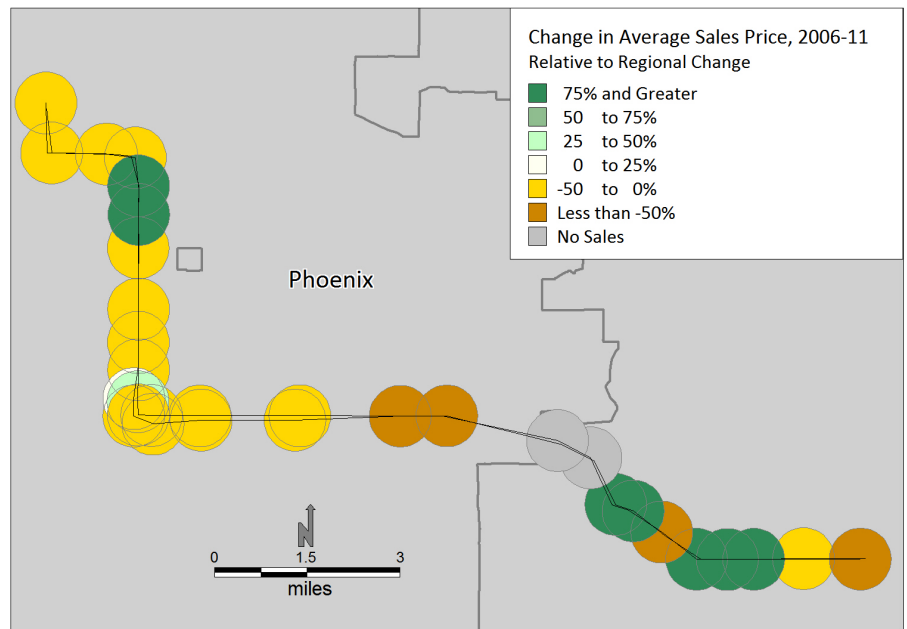 Change in Average Sales Price, 2006-11
Relative to Regional Change
75% and Greater
50 to 75%
25 to 50%
0 to 25%
-50 to 0%
Less than -50%
No Sales
Phoenix
N
0 1.5 3
miles